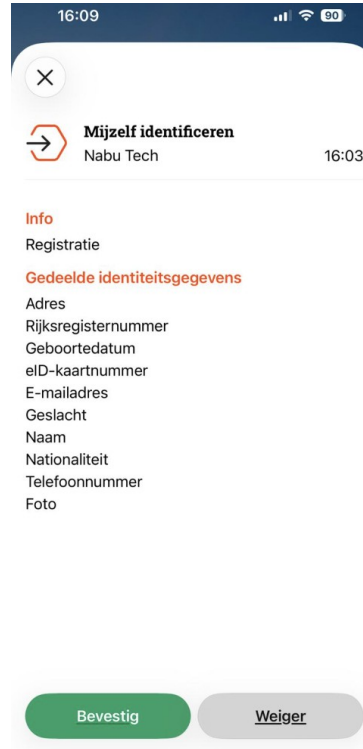 16:09
90
Mijzelf identificeren
Nabu Tech 16:03
Info
Registratie
Gedeelde identiteitsgegevens
Adres
Rijksregisternummer
Geboortedatum
eID-kaartnummer
E-mailadres
Geslacht
Naam
Nationaliteit
Telefoonnummer
Foto
Bevestig Weiger